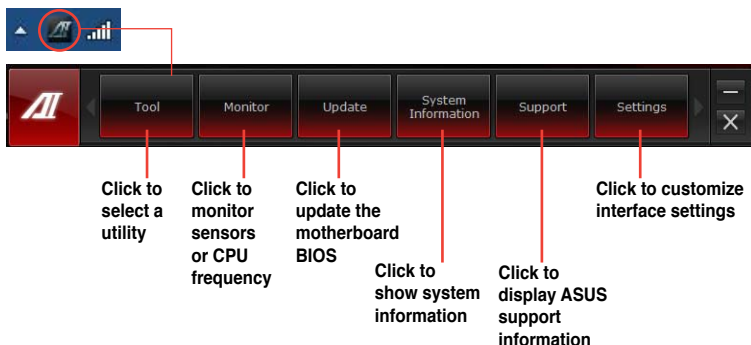 Tool
Monitor
Update
System
Information
Support
Settings
Click to
select a
utility
Click to
monitor
sensors
or CPU
frequency
Click to
update the
motherboard
BIOS
Click to
show system
information
Click to
display ASUS
support
information
Click to customize
interface settings